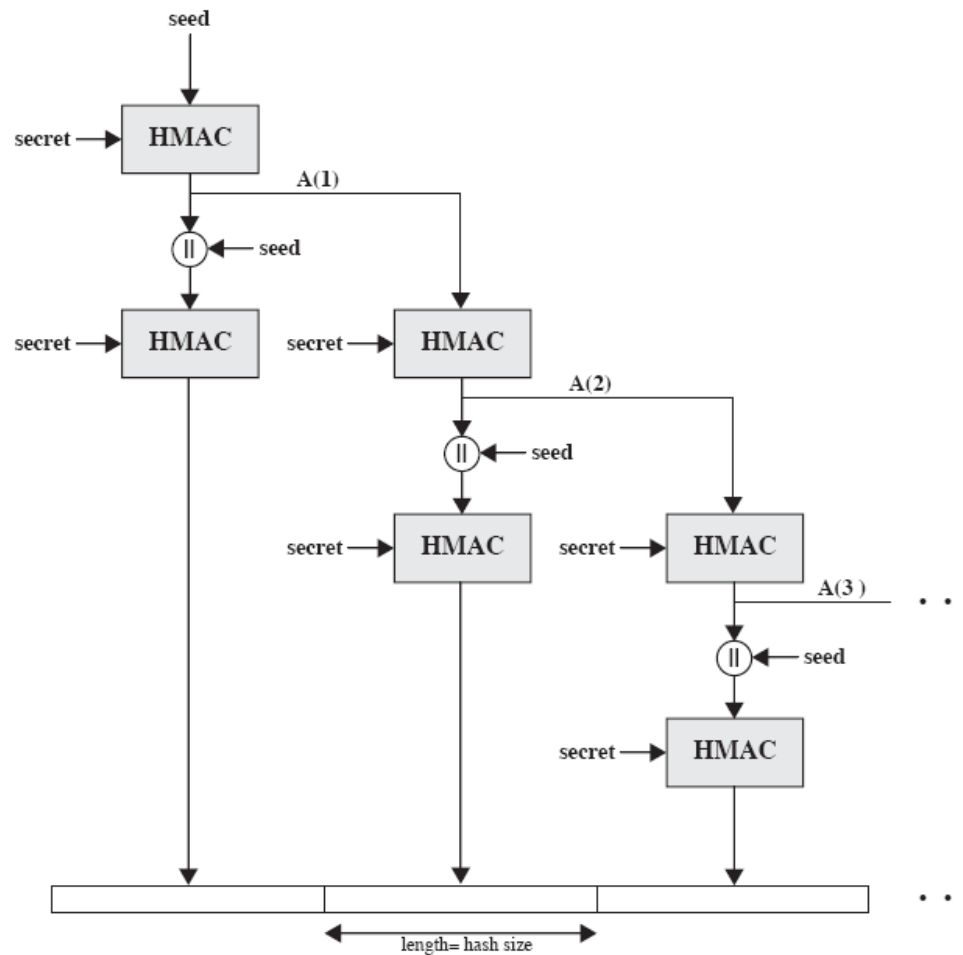 seed
secret
HMAC
A(1)
||
seed
secret
HMAC
secret
HMAC
A(2)
||
seed
secret
HMAC
secret
HMAC
A(3 )
||
seed
secret
HMAC
length= hash size